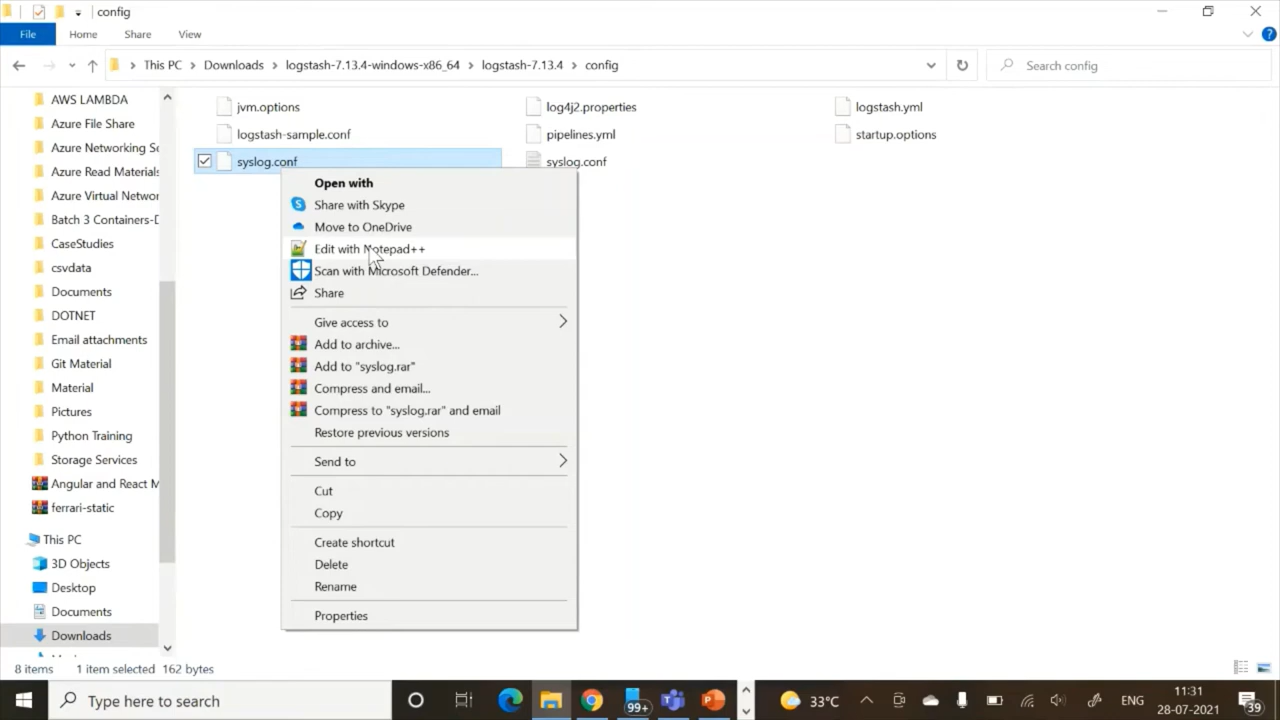 config
File
Home
Share
View
This PC
Downloads
logstash-7.13.4-windows-x86_64
logstash-7.13.4
config
Search config
AWS LAMBDA
Azure File Share
Azure Networking Se
Azure Read Materials
Azure Virtual Networ
Batch 3 Containers-D
CaseStudies
csvdata
Documents
DOTNET
Email attachments
Git Material
Material
Pictures
Python Training
Storage Services
Angular and React M
ferrari-static
This PC
3D Objects
Desktop
Documents
Downloads
jvm.options
log4j2.properties
logstash.yml
logstash-sample.conf
pipelines.yml
startup.options
syslog.conf
syslog.conf
Open with
Share with Skype
Move to OneDrive
Edit with Notepad++
Scan with Microsoft Defender...
Share
Give access to
Add to archive...
Add to "syslog.rar"
Compress and email...
Compress to "syslog.rar" and email
Restore previous versions
Send to
Cut
Copy
Create shortcut
Delete
Rename
Properties
8 items
1 item selected
162 bytes
Type here to search
99+
33°C
ENG
11:31
28-07-2021
39